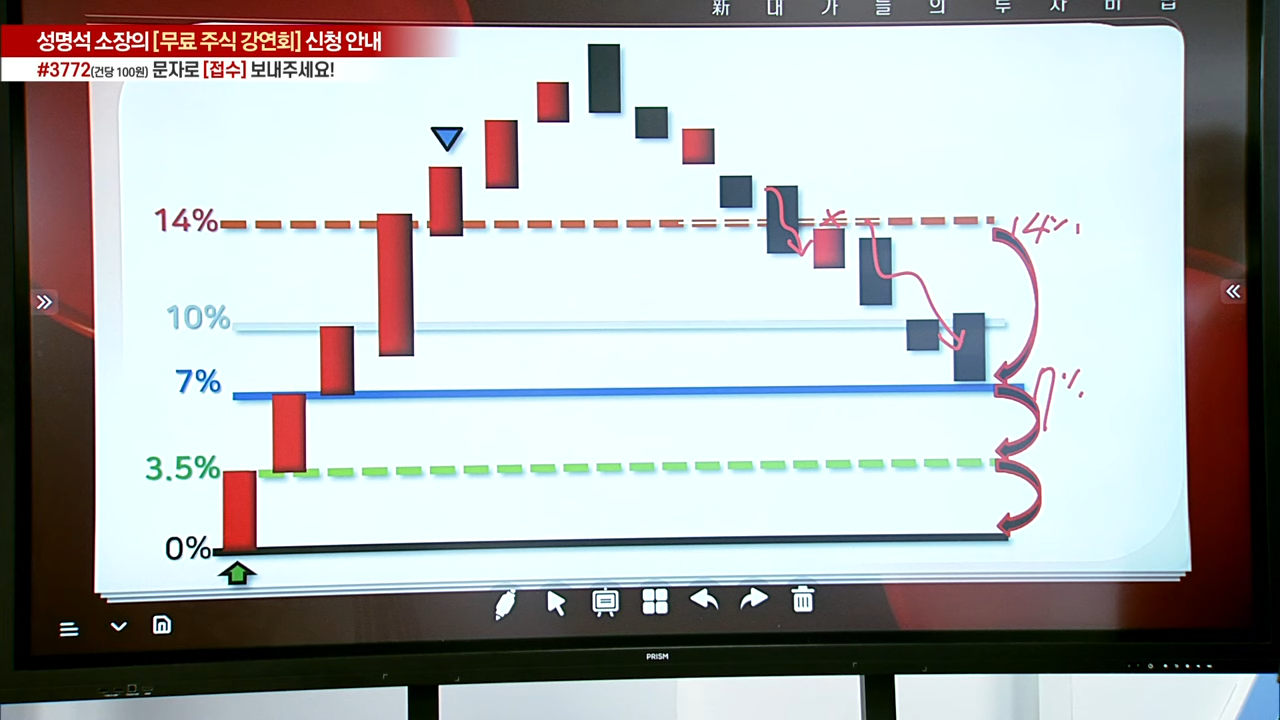 新 대 가 들 의 투 자 비 급
성명석 소장의 [무료 주식 강연회] 신청 안내
#3772(건당 100원) 문자로 [접수] 보내주세요!
14%
14%
10%
7%
7%
3.5%
0%
PRISM